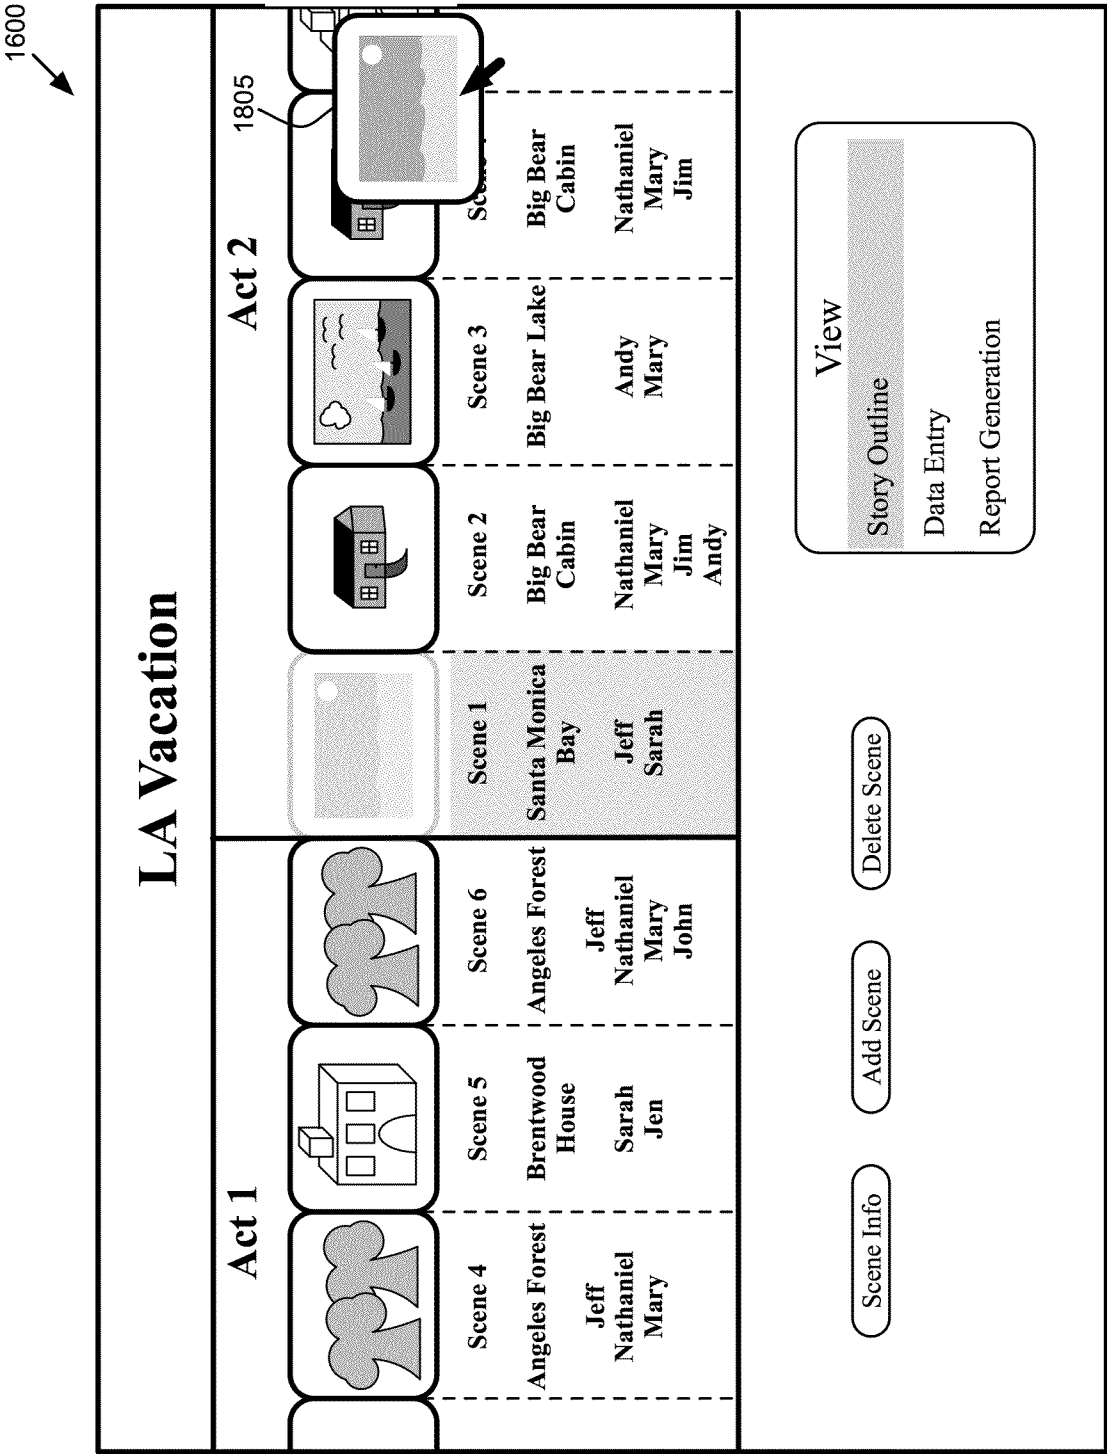 1600
LA Vacation
Act 1
Act 2
1805
Scene 4
Angeles Forest
Jeff
Nathaniel
Mary
Scene 5
Brentwood
House
Sarah
Jen
Scene 6
Angeles Forest
Jeff
Nathaniel
Mary
John
Scene 1
Santa Monica
Bay
Jeff
Sarah
Scene 2
Big Bear
Cabin
Nathaniel
Mary
Jim
Andy
Scene 3
Big Bear Lake
Andy
Mary
Big Bear
Cabin
Nathaniel
Mary
Jim
Scene Info
Add Scene
Delete Scene
View
Story Outline
Data Entry
Report Generation